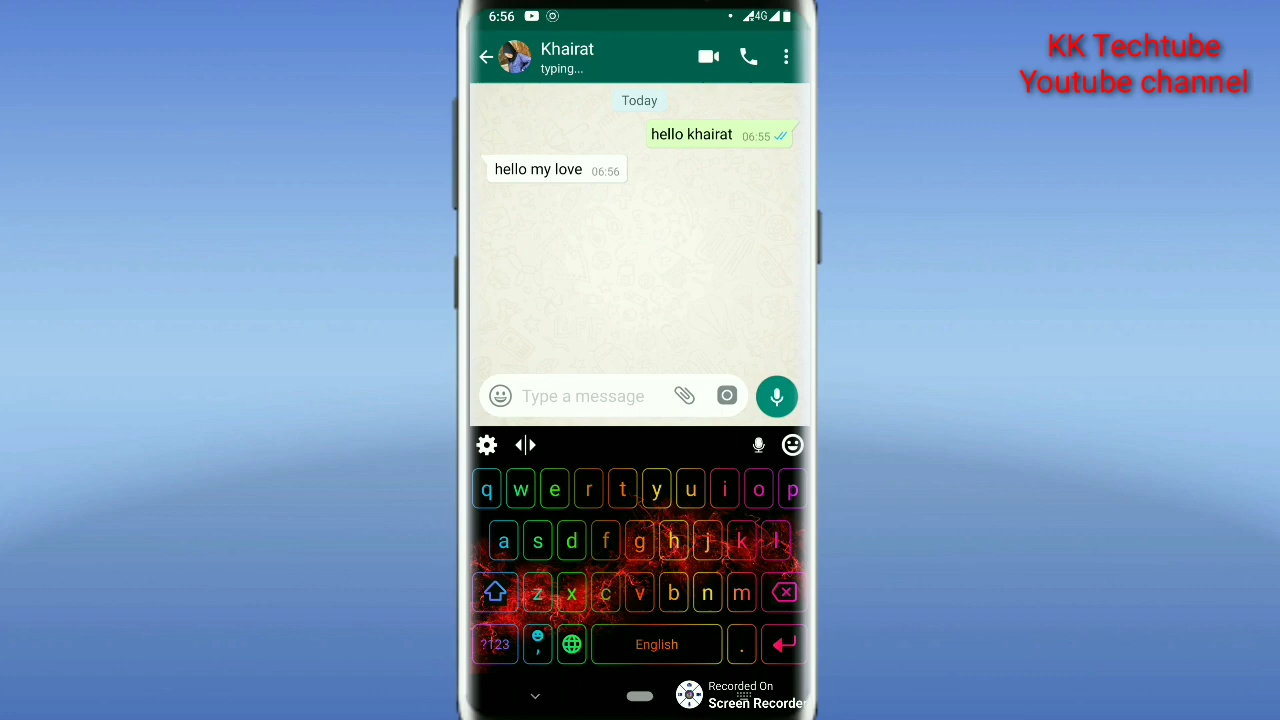 6:56
4G
KK Techtube
Youtube channel
Khairat
typing...
Today
hello khairat 06:55
hello my love 06:56
Type a message
q w e r t y u i o p
a s d f g h j k l
z x c v b n m
?123 , English .
Recorded On
Screen Recorder